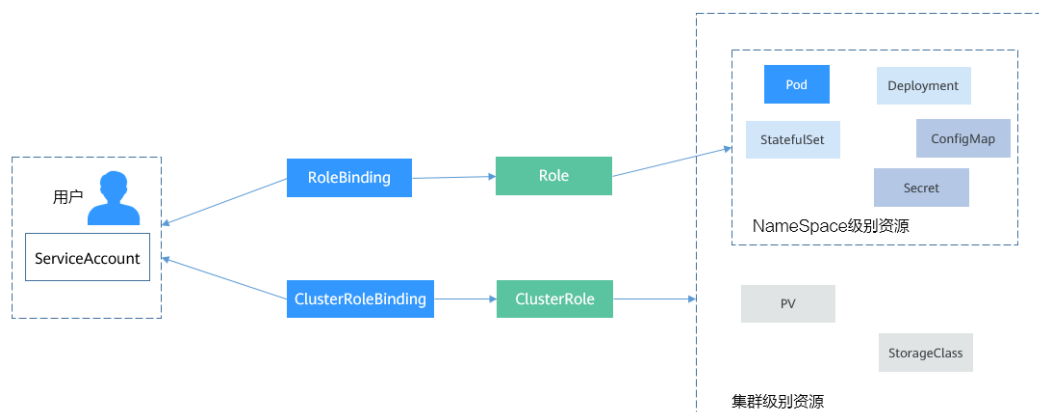 用户
ServiceAccount
RoleBinding
Role
ClusterRoleBinding
ClusterRole
Pod
Deployment
StatefulSet
ConfigMap
Secret
NameSpace级别资源
PV
StorageClass
集群级别资源